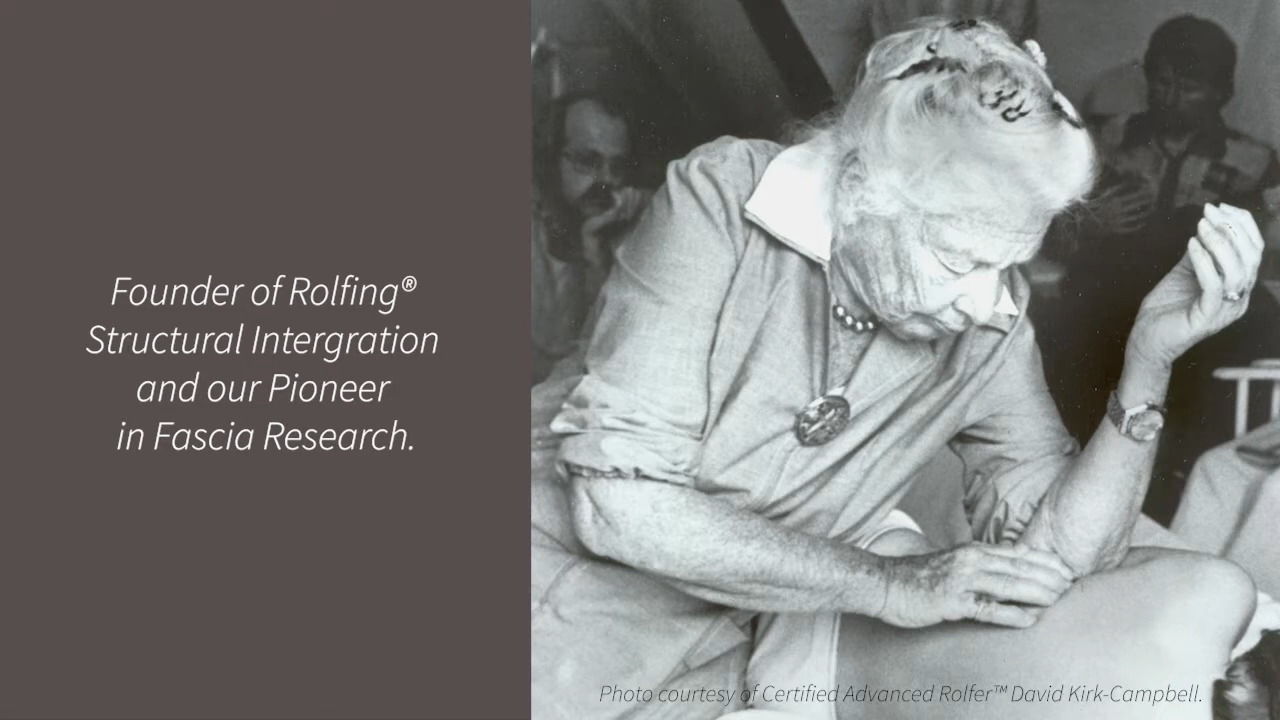 Founder of Rolfing®
Structural Intergration
and our Pioneer
in Fascia Research.
Photo courtesy of Certified Advanced Rolfer™ David Kirk-Campbell.